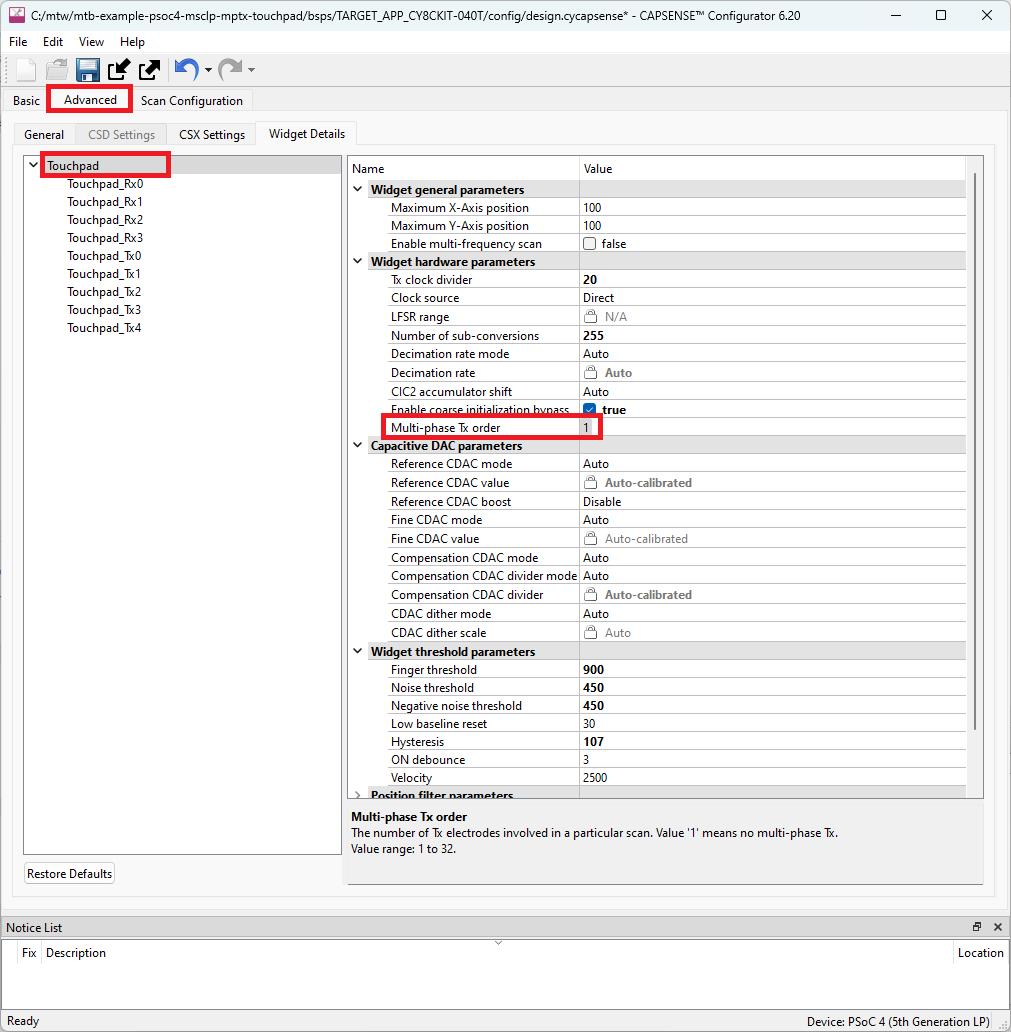 C:/mtw/mtb-example-psoc4-msclp-mptx-touchpad/bsps/TARGET_APP_CY8CKIT-040T/config/design.cycapsense* - CAPSENSE™ Configurator 6.20
File Edit View Help
Basic Advanced Scan Configuration
General CSD Settings CSX Settings Widget Details
Touchpad
Touchpad_Rx0
Touchpad_Rx1
Touchpad_Rx2
Touchpad_Rx3
Touchpad_Tx0
Touchpad_Tx1
Touchpad_Tx2
Touchpad_Tx3
Touchpad_Tx4
Restore Defaults
Name Value
Widget general parameters
Maximum X-Axis position 100
Maximum Y-Axis position 100
Enable multi-frequency scan false
Widget hardware parameters
Tx clock divider 20
Clock source Direct
LFSR range N/A
Number of sub-conversions 255
Decimation rate mode Auto
Decimation rate Auto
CIC2 accumulator shift Auto
Enable coarse initialization bypass true
Multi-phase Tx order 1
Capacitive DAC parameters
Reference CDAC mode Auto
Reference CDAC value Auto-calibrated
Reference CDAC boost Disable
Fine CDAC mode Auto
Fine CDAC value Auto-calibrated
Compensation CDAC mode Auto
Compensation CDAC divider mode Auto
Compensation CDAC divider Auto-calibrated
CDAC dither mode Auto
CDAC dither scale Auto
Widget threshold parameters
Finger threshold 900
Noise threshold 450
Negative noise threshold 450
Low baseline reset 30
Hysteresis 107
ON debounce 3
Velocity 2500
Position filter parameters
Multi-phase Tx order
The number of Tx electrodes involved in a particular scan. Value '1' means no multi-phase Tx.
Value range: 1 to 32.
Notice List
Fix Description Location
Ready Device: PSoC 4 (5th Generation LP)